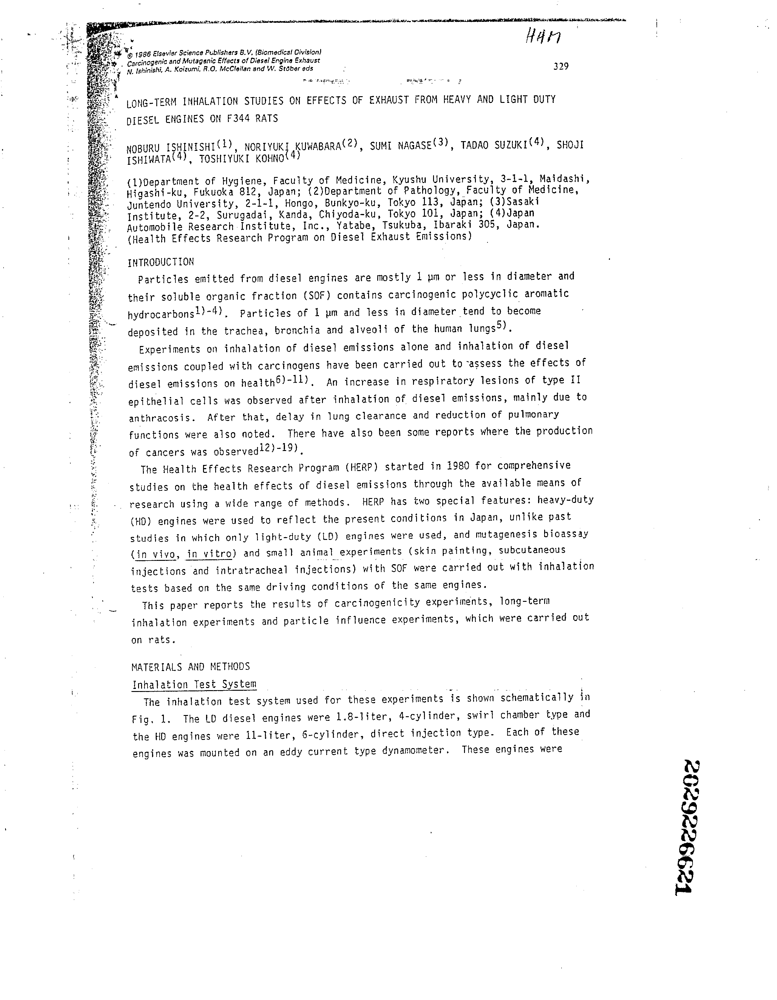 HAM
© 1986 Elsevier Science Publishers B.V. (Biomedical Division)
Carcinogenic and Mutagenic Effects of Diesel Engine Exhaust
N. Ishinishi, A. Koizumi, R.O. McClellan and W. Stöber eds
329
LONG-TERM INHALATION STUDIES ON EFFECTS OF EXHAUST FROM HEAVY AND LIGHT DUTY
DIESEL ENGINES ON F344 RATS
NOBURU ISHINISHI(1), NORIYUKI KUWABARA(2), SUMI NAGASE(3), TADAO SUZUKI(4), SHOJI
ISHIWATA(4), TOSHIYUKI KOHNO(4)
(1)Department of Hygiene, Faculty of Medicine, Kyushu University, 3-1-1, Maidashi,
Higashi-ku, Fukuoka 812, Japan; (2)Department of Pathology, Faculty of Medicine,
Juntendo University, 2-1-1, Hongo, Bunkyo-ku, Tokyo 113, Japan; (3)Sasaki
Institute, 2-2, Surugadai, Kanda, Chiyoda-ku, Tokyo 101, Japan; (4)Japan
Automobile Research Institute, Inc., Yatabe, Tsukuba, Ibaraki 305, Japan.
(Health Effects Research Program on Diesel Exhaust Emissions)
INTRODUCTION
Particles emitted from diesel engines are mostly 1 µm or less in diameter and
their soluble organic fraction (SOF) contains carcinogenic polycyclic aromatic
hydrocarbons1)-4). Particles of 1 µm and less in diameter tend to become
deposited in the trachea, bronchia and alveoli of the human lungs5).
Experiments on inhalation of diesel emissions alone and inhalation of diesel
emissions coupled with carcinogens have been carried out to assess the effects of
diesel emissions on health6)-11). An increase in respiratory lesions of type II
epithelial cells was observed after inhalation of diesel emissions, mainly due to
anthracosis. After that, delay in lung clearance and reduction of pulmonary
functions were also noted. There have also been some reports where the production
of cancers was observed12)-19).
The Health Effects Research Program (HERP) started in 1980 for comprehensive
studies on the health effects of diesel emissions through the available means of
research using a wide range of methods. HERP has two special features: heavy-duty
(HD) engines were used to reflect the present conditions in Japan, unlike past
studies in which only light-duty (LD) engines were used, and mutagenesis bioassay
(in vivo, in vitro) and small animal experiments (skin painting, subcutaneous
injections and intratracheal injections) with SOF were carried out with inhalation
tests based on the same driving conditions of the same engines.
This paper reports the results of carcinogenicity experiments, long-term
inhalation experiments and particle influence experiments, which were carried out
on rats.
MATERIALS AND METHODS
Inhalation Test System
The inhalation test system used for these experiments is shown schematically in
Fig. 1. The LD diesel engines were 1.8-liter, 4-cylinder, swirl chamber type and
the HD engines were 11-liter, 6-cylinder, direct injection type. Each of these
engines was mounted on an eddy current type dynamometer. These engines were
2029226621